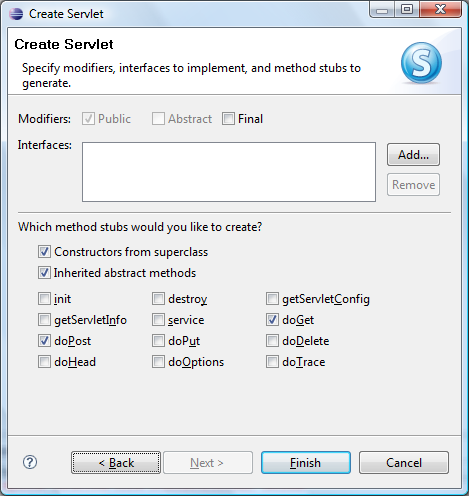 Create Servlet
Create Servlet
Specify modifiers, interfaces to implement, and method stubs to
generate.
S
Modifiers: Public Abstract Final
Interfaces:
Add...
Remove
Which method stubs would you like to create?
Constructors from superclass
Inherited abstract methods
init destroy getServletConfig
getServletInfo service doGet
doPost doPut doDelete
doHead doOptions doTrace
? < Back Next > Finish Cancel